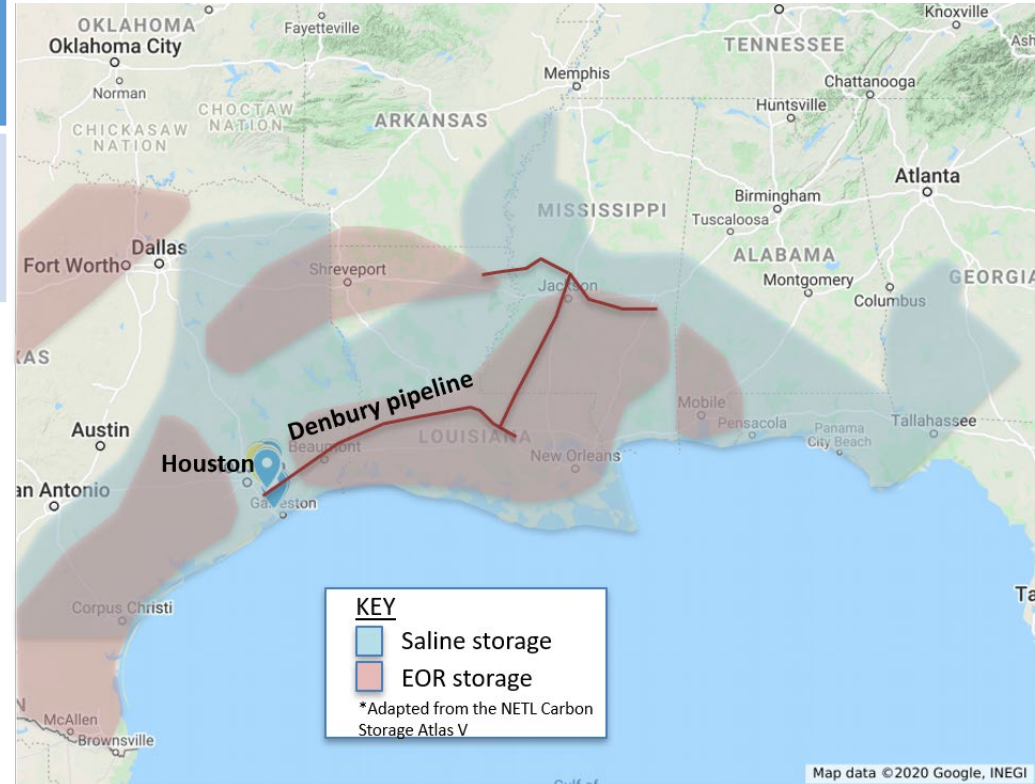 OKLAHOMA
Oklahoma City
Norman
Fayetteville
CHICKASAW
NATION
CHOCTAW
NATION
ARKANSAS
Memphis
TENNESSEE
Knoxville
Chattanooga
Huntsville
Atlanta
Birmingham
Tuscaloosa
MISSISSIPPI
ALABAMA
Montgomery
Columbus
GEORGIA
Dallas
Fort Worth
Shreveport
Jackson
Denbury pipeline
LOUISIANA
Beaumont
Houston
Galveston
New Orleans
Mobile
Pensacola
Panama
City Beach
Tallahassee
Austin
an Antonio
Corpus Christi
McAllen
Brownsville
KEY
Saline storage
EOR storage
*Adapted from the NETL Carbon
Storage Atlas V
Map data ©2020 Google, INEGI